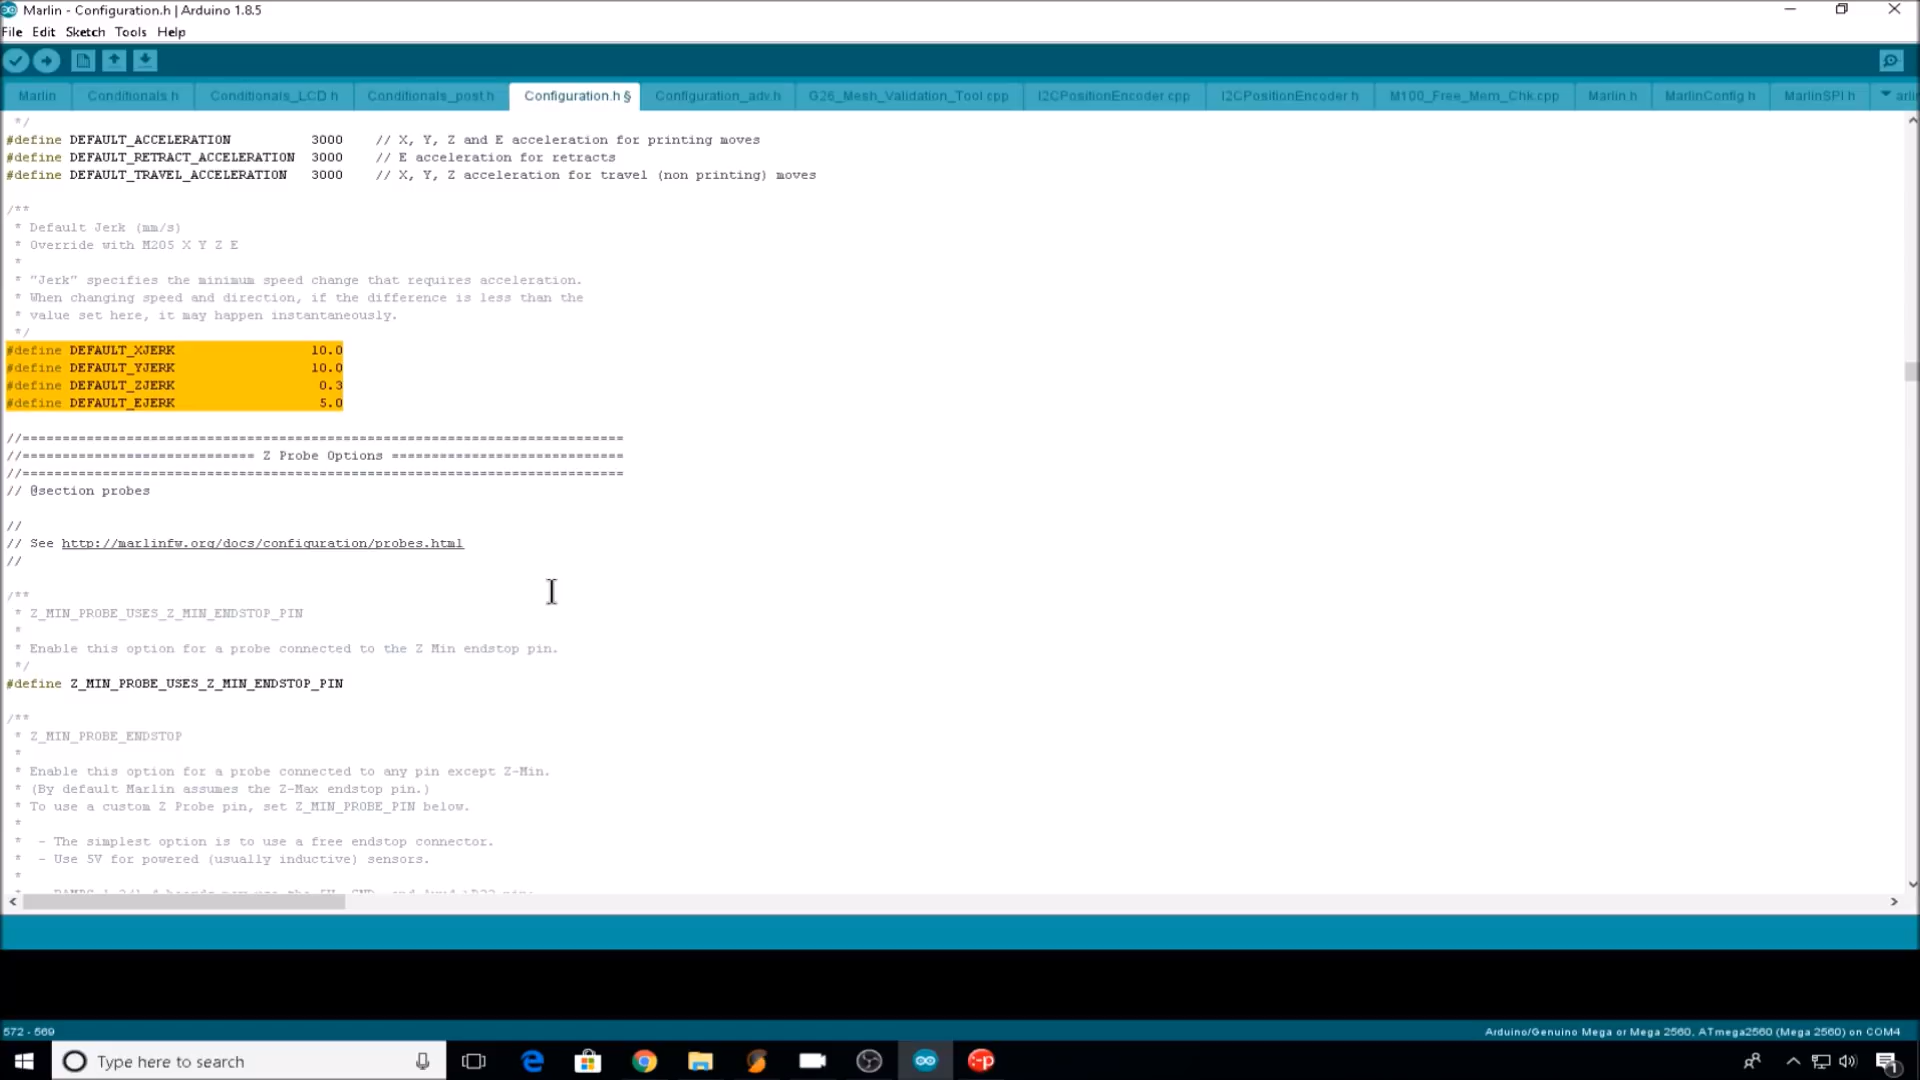 Marlin - Configuration.h | Arduino 1.8.5
File Edit Sketch Tools Help
Marlin Conditionals.h Conditionals_LCD.h Conditionals_post.h Configuration.h § Configuration_adv.h G26_Mesh_Validation_Tool.cpp I2CPositionEncoder.cpp I2CPositionEncoder.h M100_Free_Mem_Chk.cpp Marlin.h MarlinConfig.h MarlinSPI.h
*/
#define DEFAULT_ACCELERATION 3000 // X, Y, Z and E acceleration for printing moves
#define DEFAULT_RETRACT_ACCELERATION 3000 // E acceleration for retracts
#define DEFAULT_TRAVEL_ACCELERATION 3000 // X, Y, Z acceleration for travel (non printing) moves
/**
* Default Jerk (mm/s)
* Override with M205 X Y Z E
*
* "Jerk" specifies the minimum speed change that requires acceleration.
* When changing speed and direction, if the difference is less than the
* value set here, it may happen instantaneously.
*/
#define DEFAULT_XJERK 10.0
#define DEFAULT_YJERK 10.0
#define DEFAULT_ZJERK 0.3
#define DEFAULT_EJERK 5.0
//===========================================================================
//============================= Z Probe Options =============================
//===========================================================================
// @section probes
//
// See http://marlinfw.org/docs/configuration/probes.html
//
/**
* Z_MIN_PROBE_USES_Z_MIN_ENDSTOP_PIN
*
* Enable this option for a probe connected to the Z Min endstop pin.
*/
#define Z_MIN_PROBE_USES_Z_MIN_ENDSTOP_PIN
/**
* Z_MIN_PROBE_ENDSTOP
*
* Enable this option for a probe connected to any pin except Z-Min.
* (By default Marlin assumes the Z-Max endstop pin.)
* To use a custom Z Probe pin, set Z_MIN_PROBE_PIN below.
*
* - The simplest option is to use a free endstop connector.
* - Use 5V for powered (usually inductive) sensors.
*
572 - 569
Arduino/Genuino Mega or Mega 2560, ATmega2560 (Mega 2560) on COM4
Type here to search